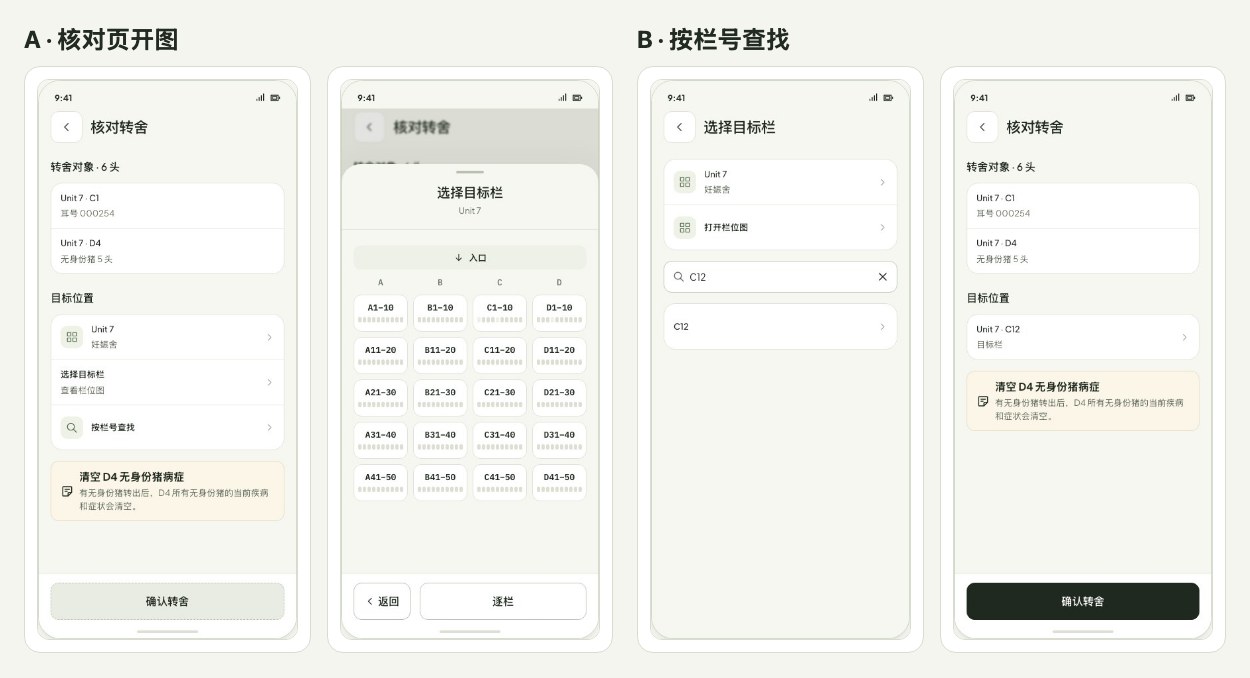 A · 核对页开图
9:41
核对转舍
转舍对象 · 6 头
Unit 7 · C1
耳号 000254
Unit 7 · D4
无身份猪 5 头
目标位置
Unit 7
妊娠舍
选择目标栏
查看栏位图
按栏号查找
清空 D4 无身份猪病症
有无身份猪转出后，D4 所有无身份猪的当前疾病
和症状会清空。
确认转舍
9:41
核对转舍
选择目标栏
Unit 7
↓ 入口
A B C D
A1–10 B1–10 C1–10 D1–10
A11–20 B11–20 C11–20 D11–20
A21–30 B21–30 C21–30 D21–30
A31–40 B31–40 C31–40 D31–40
A41–50 B41–50 C41–50 D41–50
返回 逐栏
B · 按栏号查找
9:41
选择目标栏
Unit 7
妊娠舍
打开栏位图
C12
C12
9:41
核对转舍
转舍对象 · 6 头
Unit 7 · C1
耳号 000254
Unit 7 · D4
无身份猪 5 头
目标位置
Unit 7 · C12
目标栏
清空 D4 无身份猪病症
有无身份猪转出后，D4 所有无身份猪的当前疾病
和症状会清空。
确认转舍